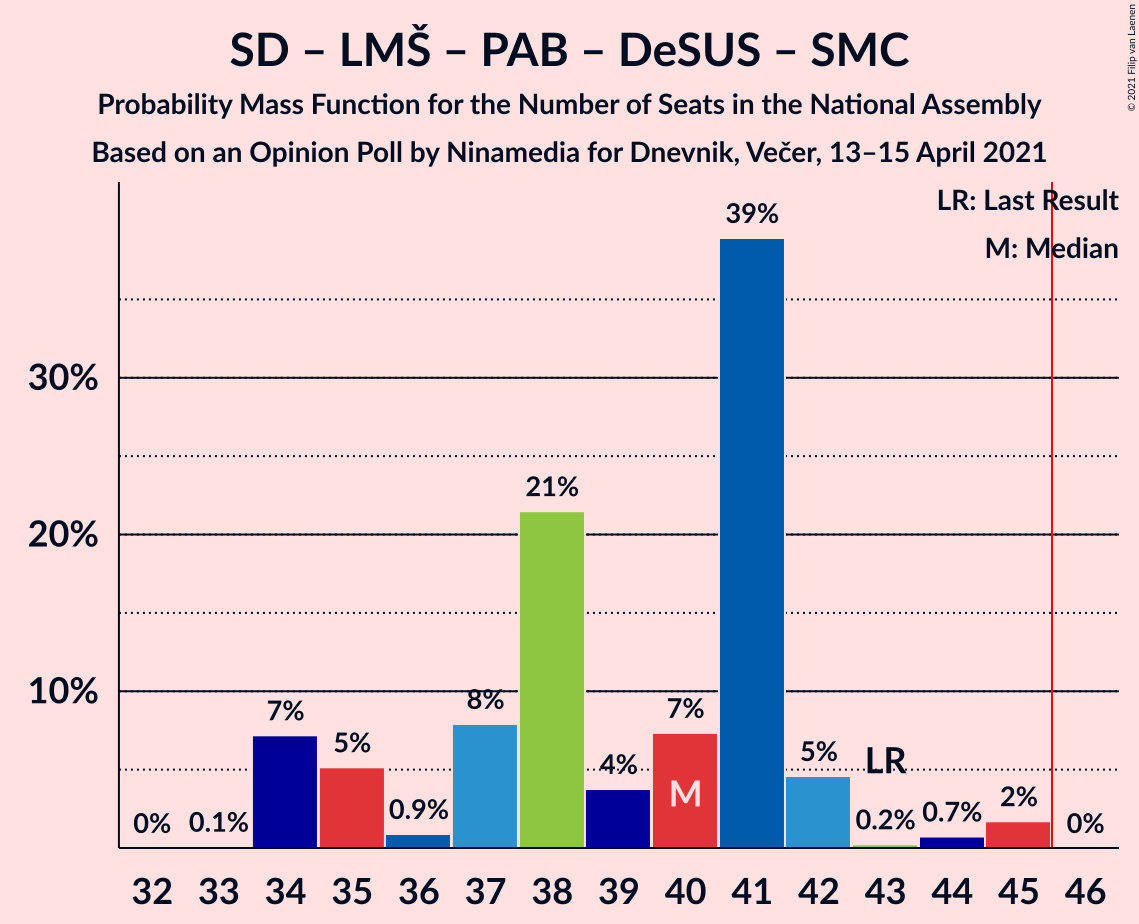 SD – LMŠ – PAB – DeSUS – SMC
Probability Mass Function for the Number of Seats in the National Assembly
Based on an Opinion Poll by Ninamedia for Dnevnik, Večer, 13–15 April 2021
© 2021 Filip van Laenen
LR: Last Result
M: Median
39%
30%
21%
20%
10%
0%
0.1%
7%
5%
0.9%
8%
4%
7%
M
5%
LR
0.2%
0.7%
2%
0%
32 33 34 35 36 37 38 39 40 41 42 43 44 45 46